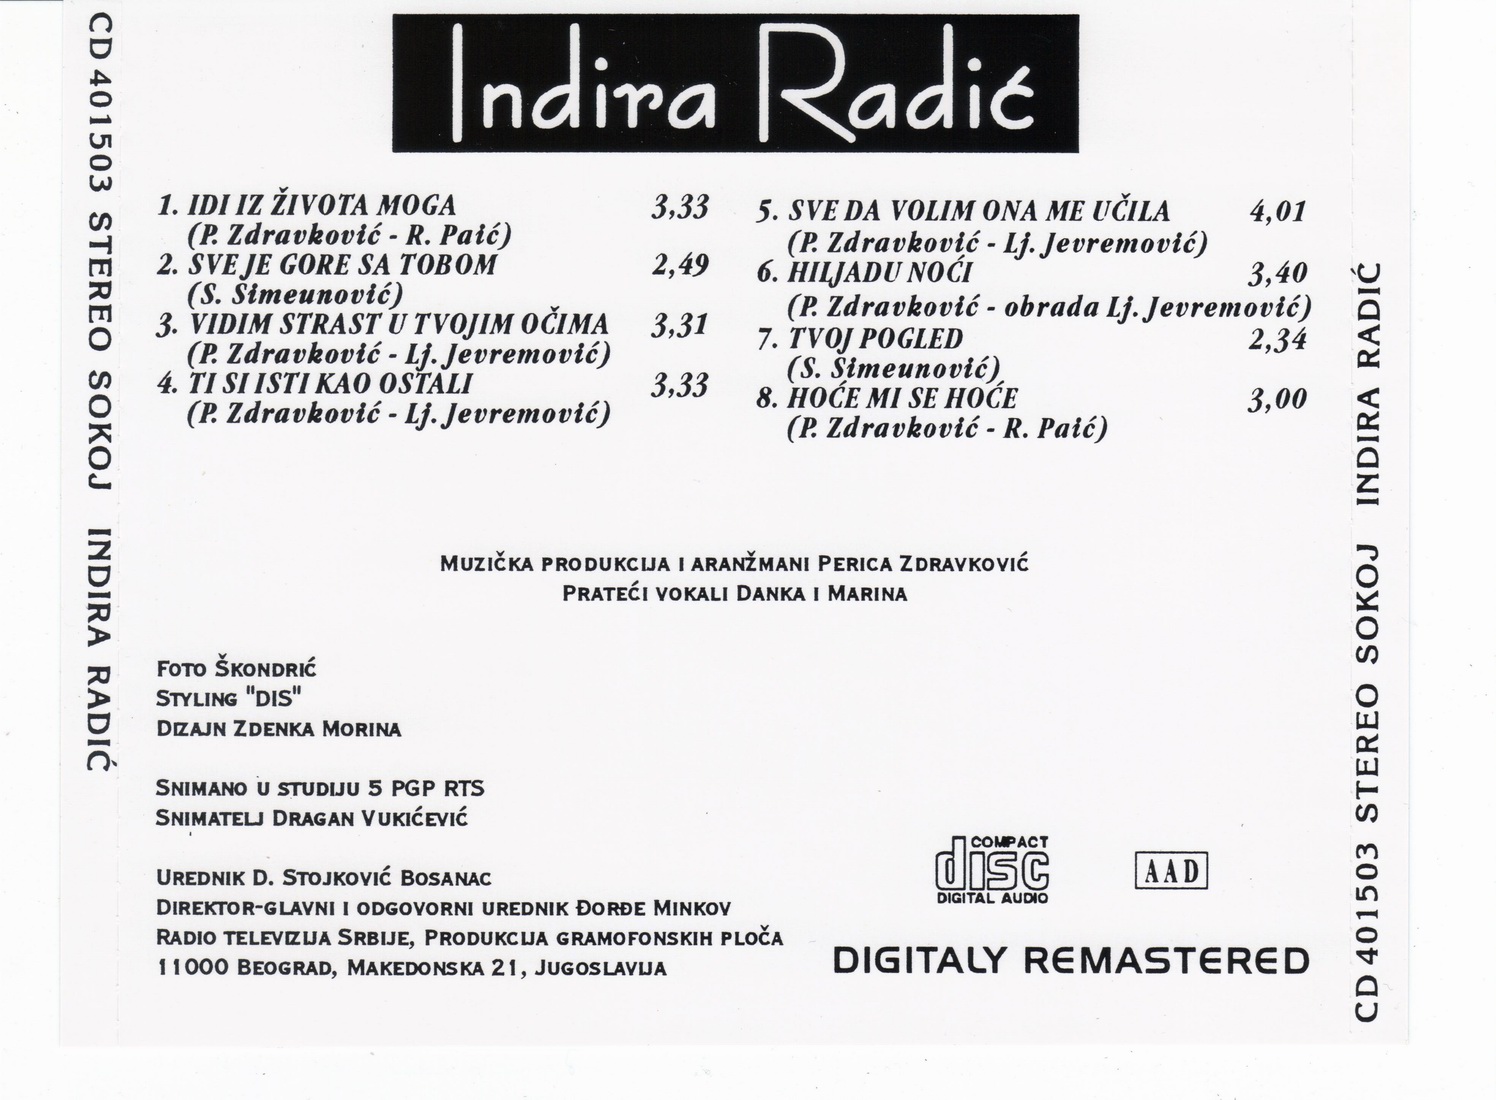 Indira Radić
1. IDI IZ ŽIVOTA MOGA 3,33
(P. Zdravković - R. Paić)
2. SVE JE GORE SA TOBOM 2,49
(S. Simeunović)
3. VIDIM STRAST U TVOJIM OČIMA 3,31
(P. Zdravković - Lj. Jevremović)
4. TI SI ISTI KAO OSTALI 3,33
(P. Zdravković - Lj. Jevremović)
5. SVE DA VOLIM ONA ME UČILA 4,01
(P. Zdravković - Lj. Jevremović)
6. HILJADU NOĆI 3,40
(P. Zdravković - obrada Lj. Jevremović)
7. TVOJ POGLED 2,34
(S. Simeunović)
8. HOĆE MI SE HOĆE 3,00
(P. Zdravković - R. Paić)
MUZIČKA PRODUKCIJA I ARANŽMANI PERICA ZDRAVKOVIĆ
PRATEĆI VOKALI DANKA I MARINA
FOTO ŠKONDRIĆ
STYLING "DIS"
DIZAJN ZDENKA MORINA
SNIMANO U STUDIJU 5 PGP RTS
SNIMATELJ DRAGAN VUKIĆEVIĆ
UREDNIK D. STOJKOVIĆ BOSANAC
DIREKTOR-GLAVNI I ODGOVORNI UREDNIK ĐORĐE MINKOV
RADIO TELEVIZIJA SRBIJE, PRODUKCIJA GRAMOFONSKIH PLOČA
11000 BEOGRAD, MAKEDONSKA 21, JUGOSLAVIJA
COMPACT
disc
DIGITAL AUDIO
AAD
DIGITALY REMASTERED
CD 401503 STEREO SOKOJ INDIRA RADIĆ
CD 401503 STEREO SOKOJ INDIRA RADIĆ